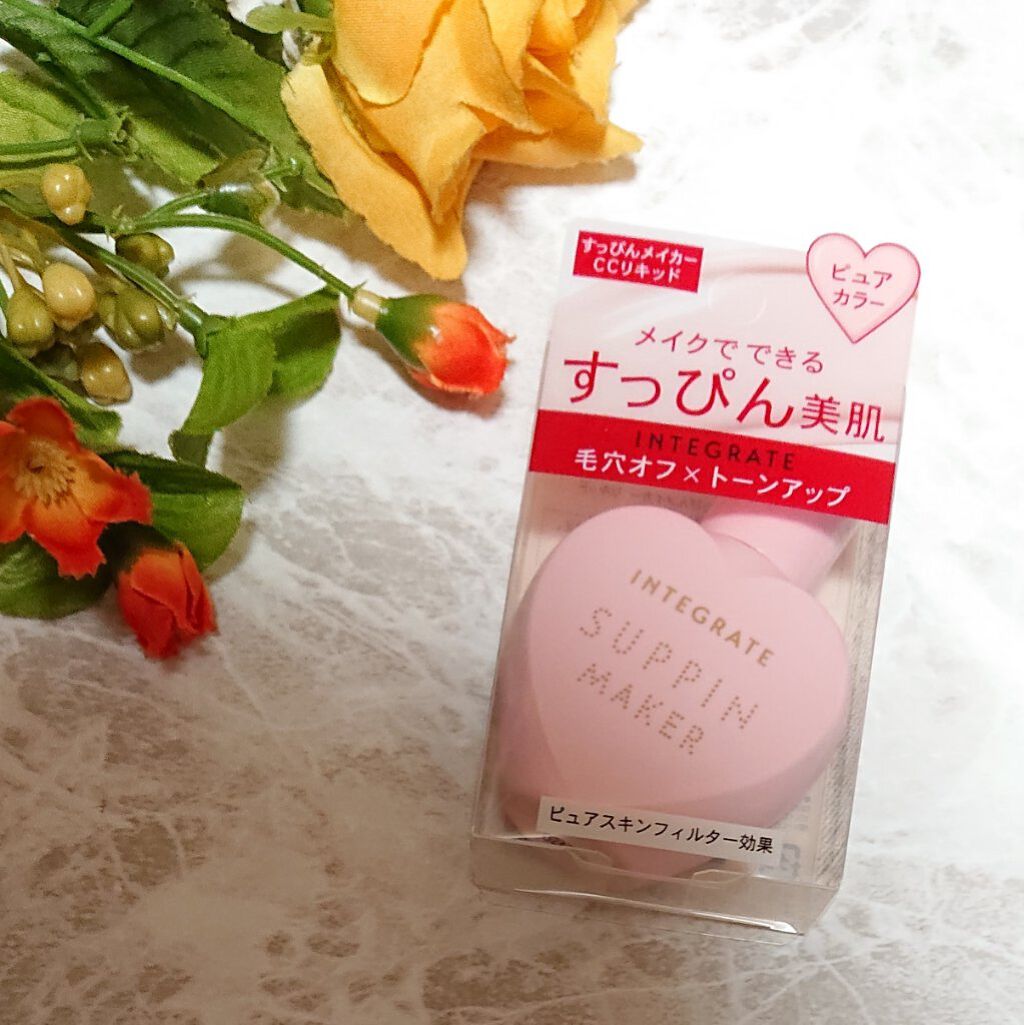 すっぴんメイカー
CCリキッド
ピュア
カラー
メイクでできる
すっぴん美肌
INTEGRATE
毛穴オフ×トーンアップ
INTEGRATE
SUPPIN
MAKER
ピュアスキンフィルター効果